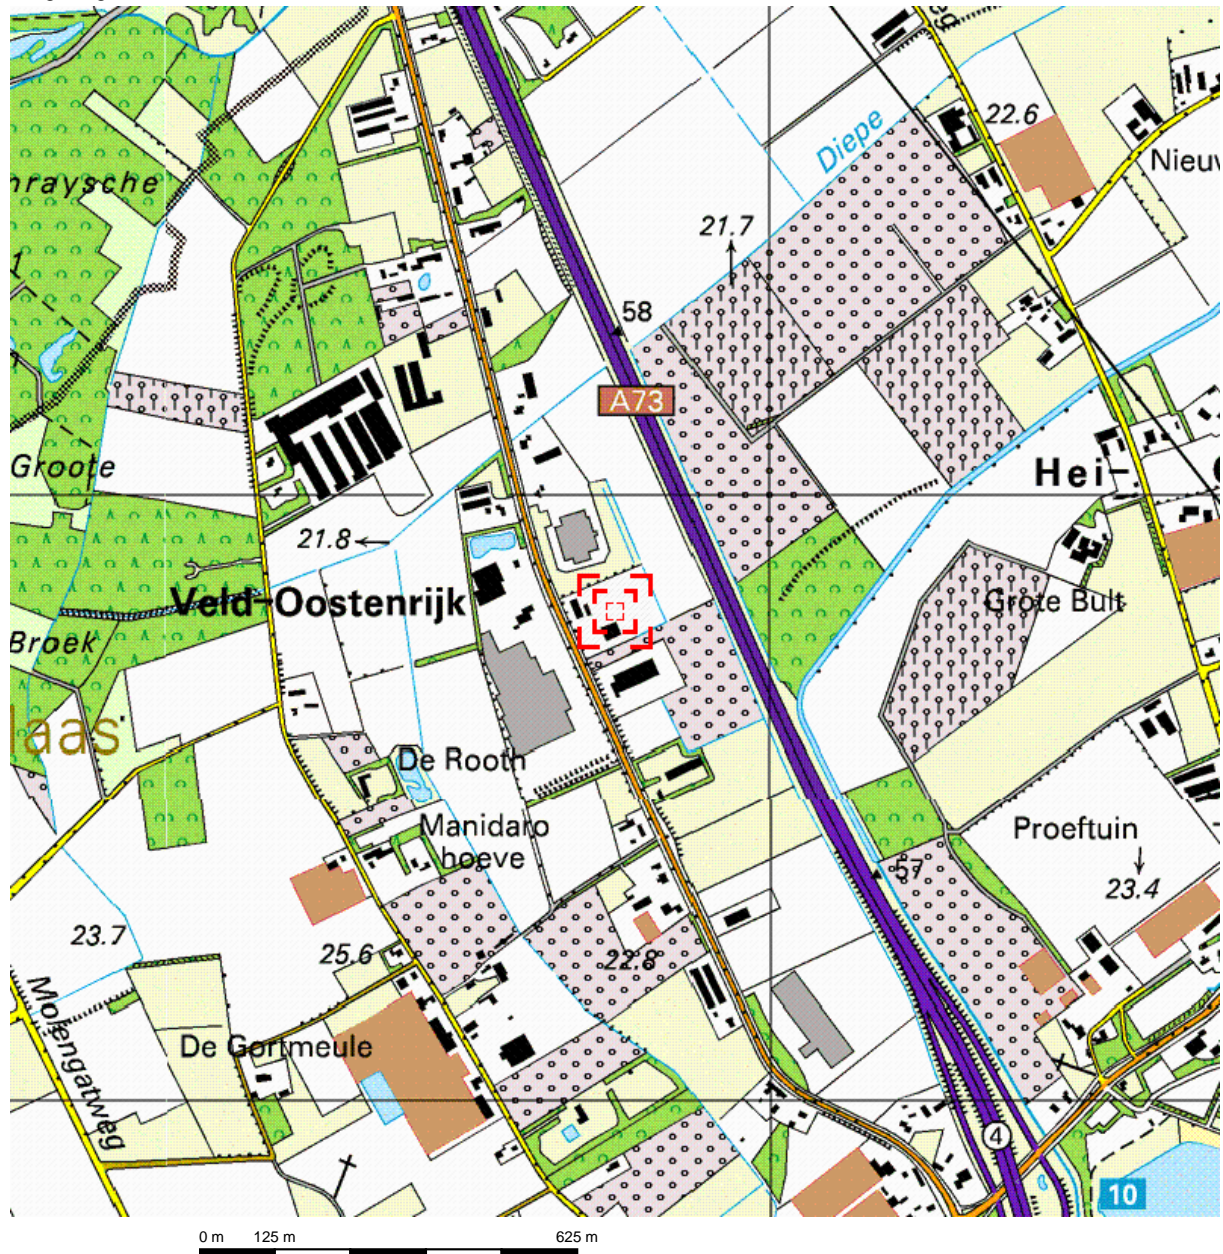 Diepe
22.6
Nieuw
nraysche
21.7
1
58
A73
Groote
Hei-
21.8
Veld-Oostenrijk
Grote Bult
Broek
laas
De Rooth
Manidaro
hoeve
Proeftuin
57
23.4
23.7
25.6
22.8
Molengatweg
De Gortmeule
4
10
0 m 125 m 625 m